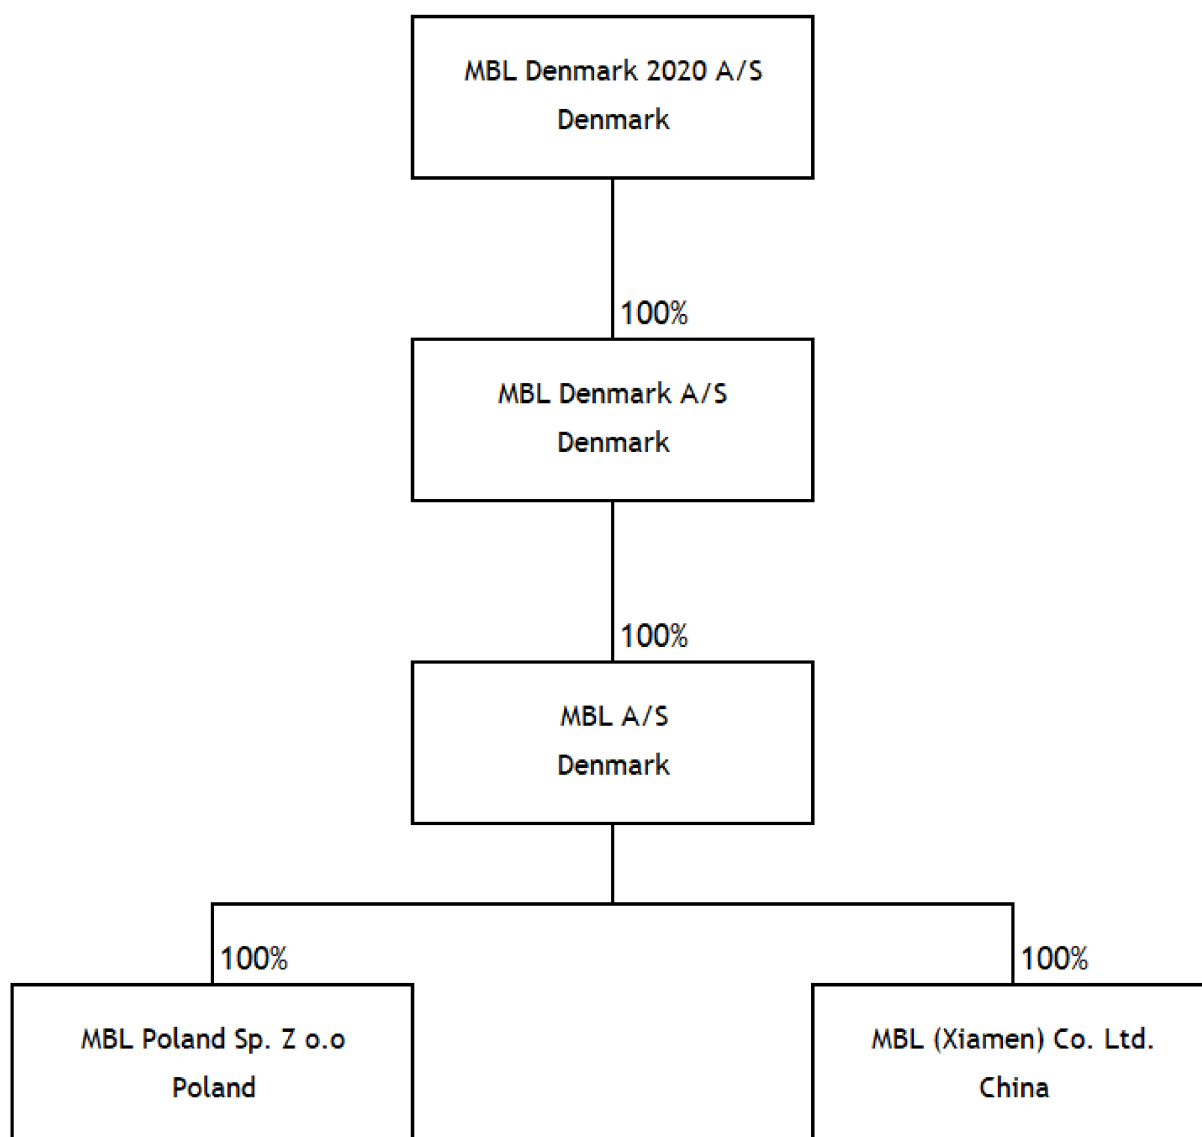 MBL Denmark 2020 A/S
Denmark
100%
MBL Denmark A/S
Denmark
100%
MBL A/S
Denmark
100%
100%
MBL Poland Sp. Z o.o
Poland
MBL (Xiamen) Co. Ltd.
China